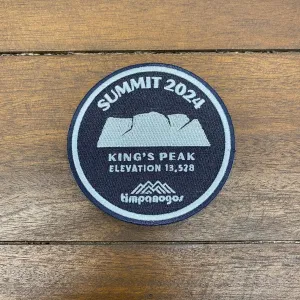 SUMMIT 2024
KING'S PEAK
ELEVATION 13,528
timpanogos